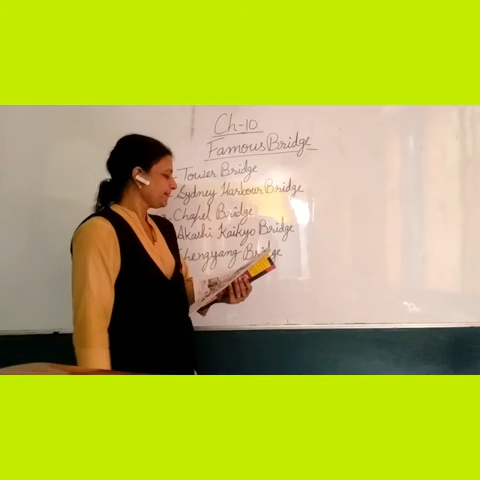 Ch-10
Famous Bridge
Tower Bridge
Sydney Harbour Bridge
Chapel Bridge
Akashi Kaikyo Bridge
Chengyang Bridge